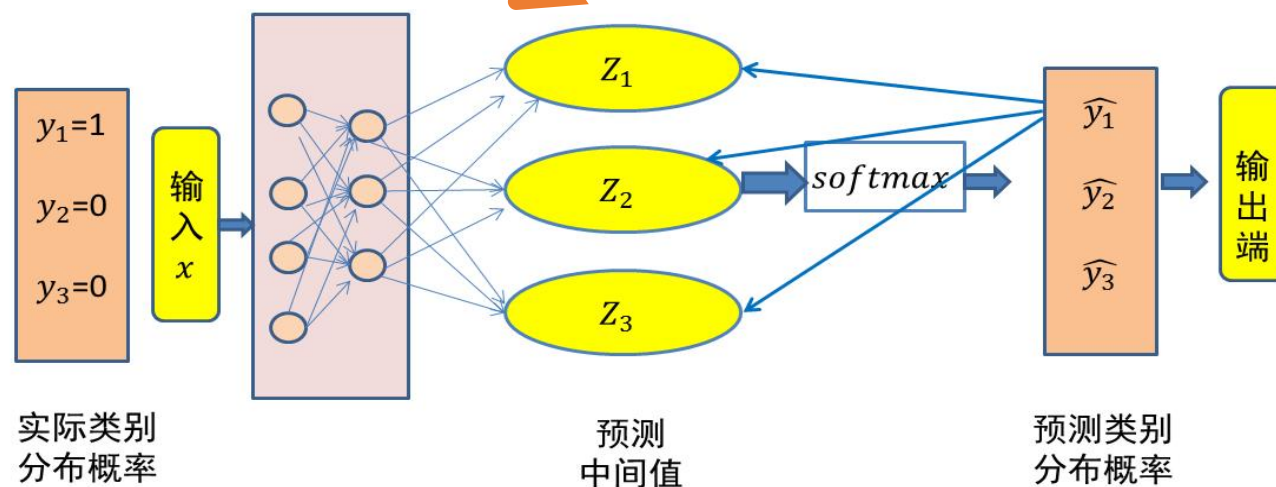 y₁=1
y₂=0
y₃=0
输
入
x
Z₁
Z₂
Z₃
softmax
ŷ₁
ŷ₂
ŷ₃
输
出
端
实际类别
分布概率
预测
中间值
预测类别
分布概率